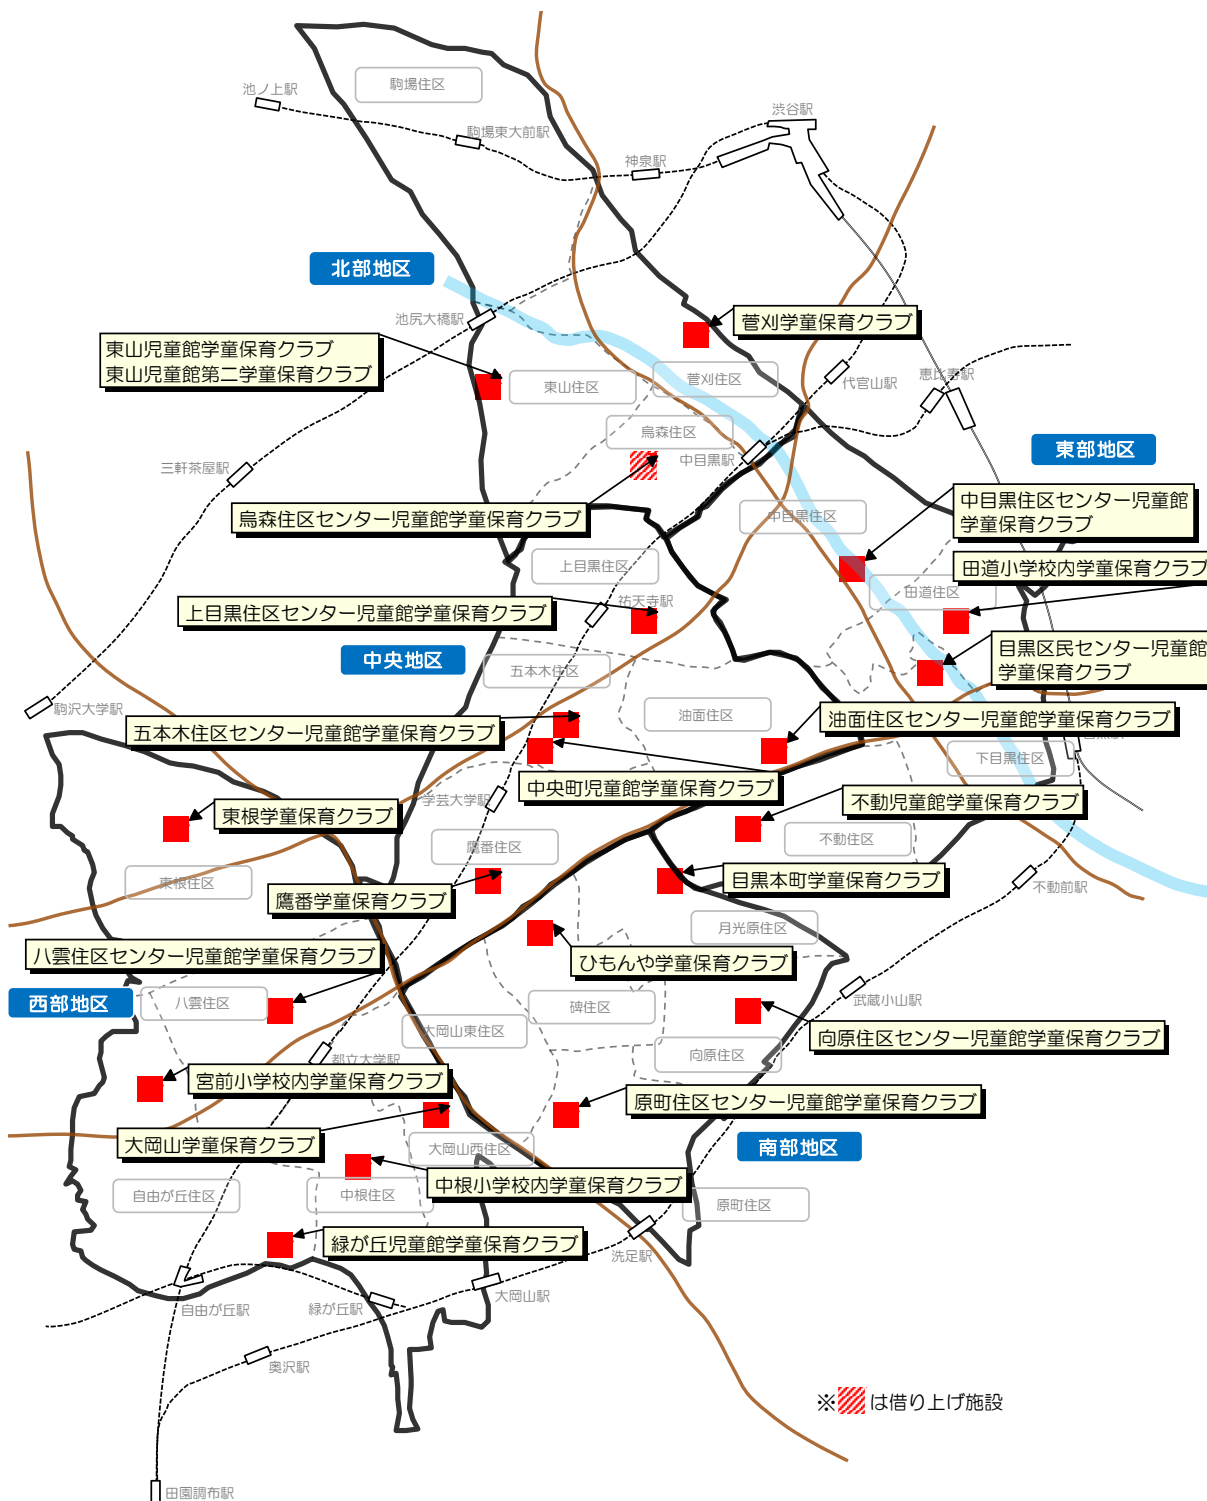 駒場住区
池ノ上駅
渋谷駅
駒場東大前駅
神泉駅
北部地区
池尻大橋駅
菅刈学童保育クラブ
東山児童館学童保育クラブ
東山児童館第二学童保育クラブ
東山住区
菅刈住区
代官山駅
恵比寿駅
烏森住区
中目黒駅
東部地区
三軒茶屋駅
中目黒住区センター児童館
学童保育クラブ
烏森住区センター児童館学童保育クラブ
中目黒住区
上目黒住区
田道小学校内学童保育クラブ
田道住区
祐天寺駅
上目黒住区センター児童館学童保育クラブ
目黒区民センター児童館
学童保育クラブ
中央地区
五本木住区
駒沢大学駅
油面住区
油面住区センター児童館学童保育クラブ
五本木住区センター児童館学童保育クラブ
下目黒住区
中央町児童館学童保育クラブ
学芸大学駅
不動児童館学童保育クラブ
東根学童保育クラブ
鷹番住区
不動住区
東根住区
目黒本町学童保育クラブ
不動前駅
鷹番学童保育クラブ
月光原住区
八雲住区センター児童館学童保育クラブ
ひもんや学童保育クラブ
西部地区
八雲住区
碑住区
武蔵小山駅
大岡山東住区
向原住区センター児童館学童保育クラブ
都立大学駅
向原住区
宮前小学校内学童保育クラブ
原町住区センター児童館学童保育クラブ
大岡山学童保育クラブ
大岡山西住区
南部地区
中根小学校内学童保育クラブ
自由が丘住区
中根住区
原町住区
緑が丘児童館学童保育クラブ
洗足駅
大岡山駅
自由が丘駅
緑が丘駅
奥沢駅
※は借り上げ施設
田園調布駅